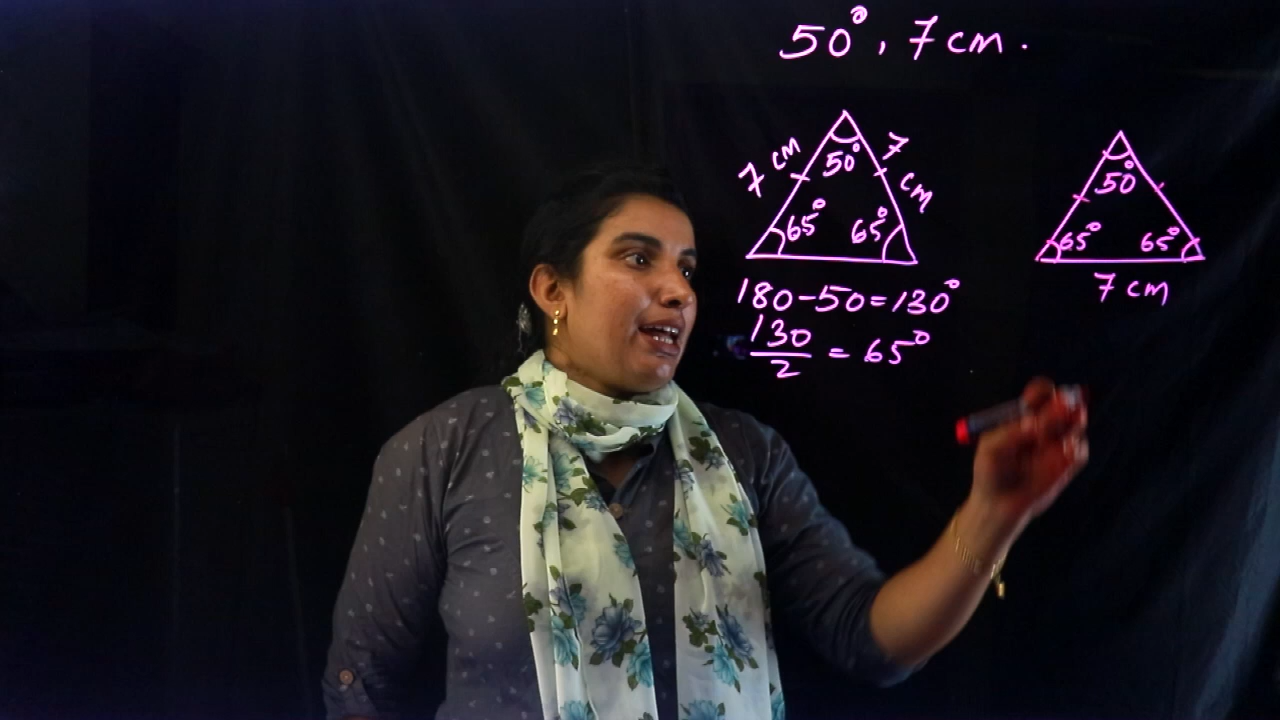 50°, 7 cm.
7 cm
7 cm
50°
65° 65°
180-50=130°
130/2 = 65°
50°
65° 65°
7 cm